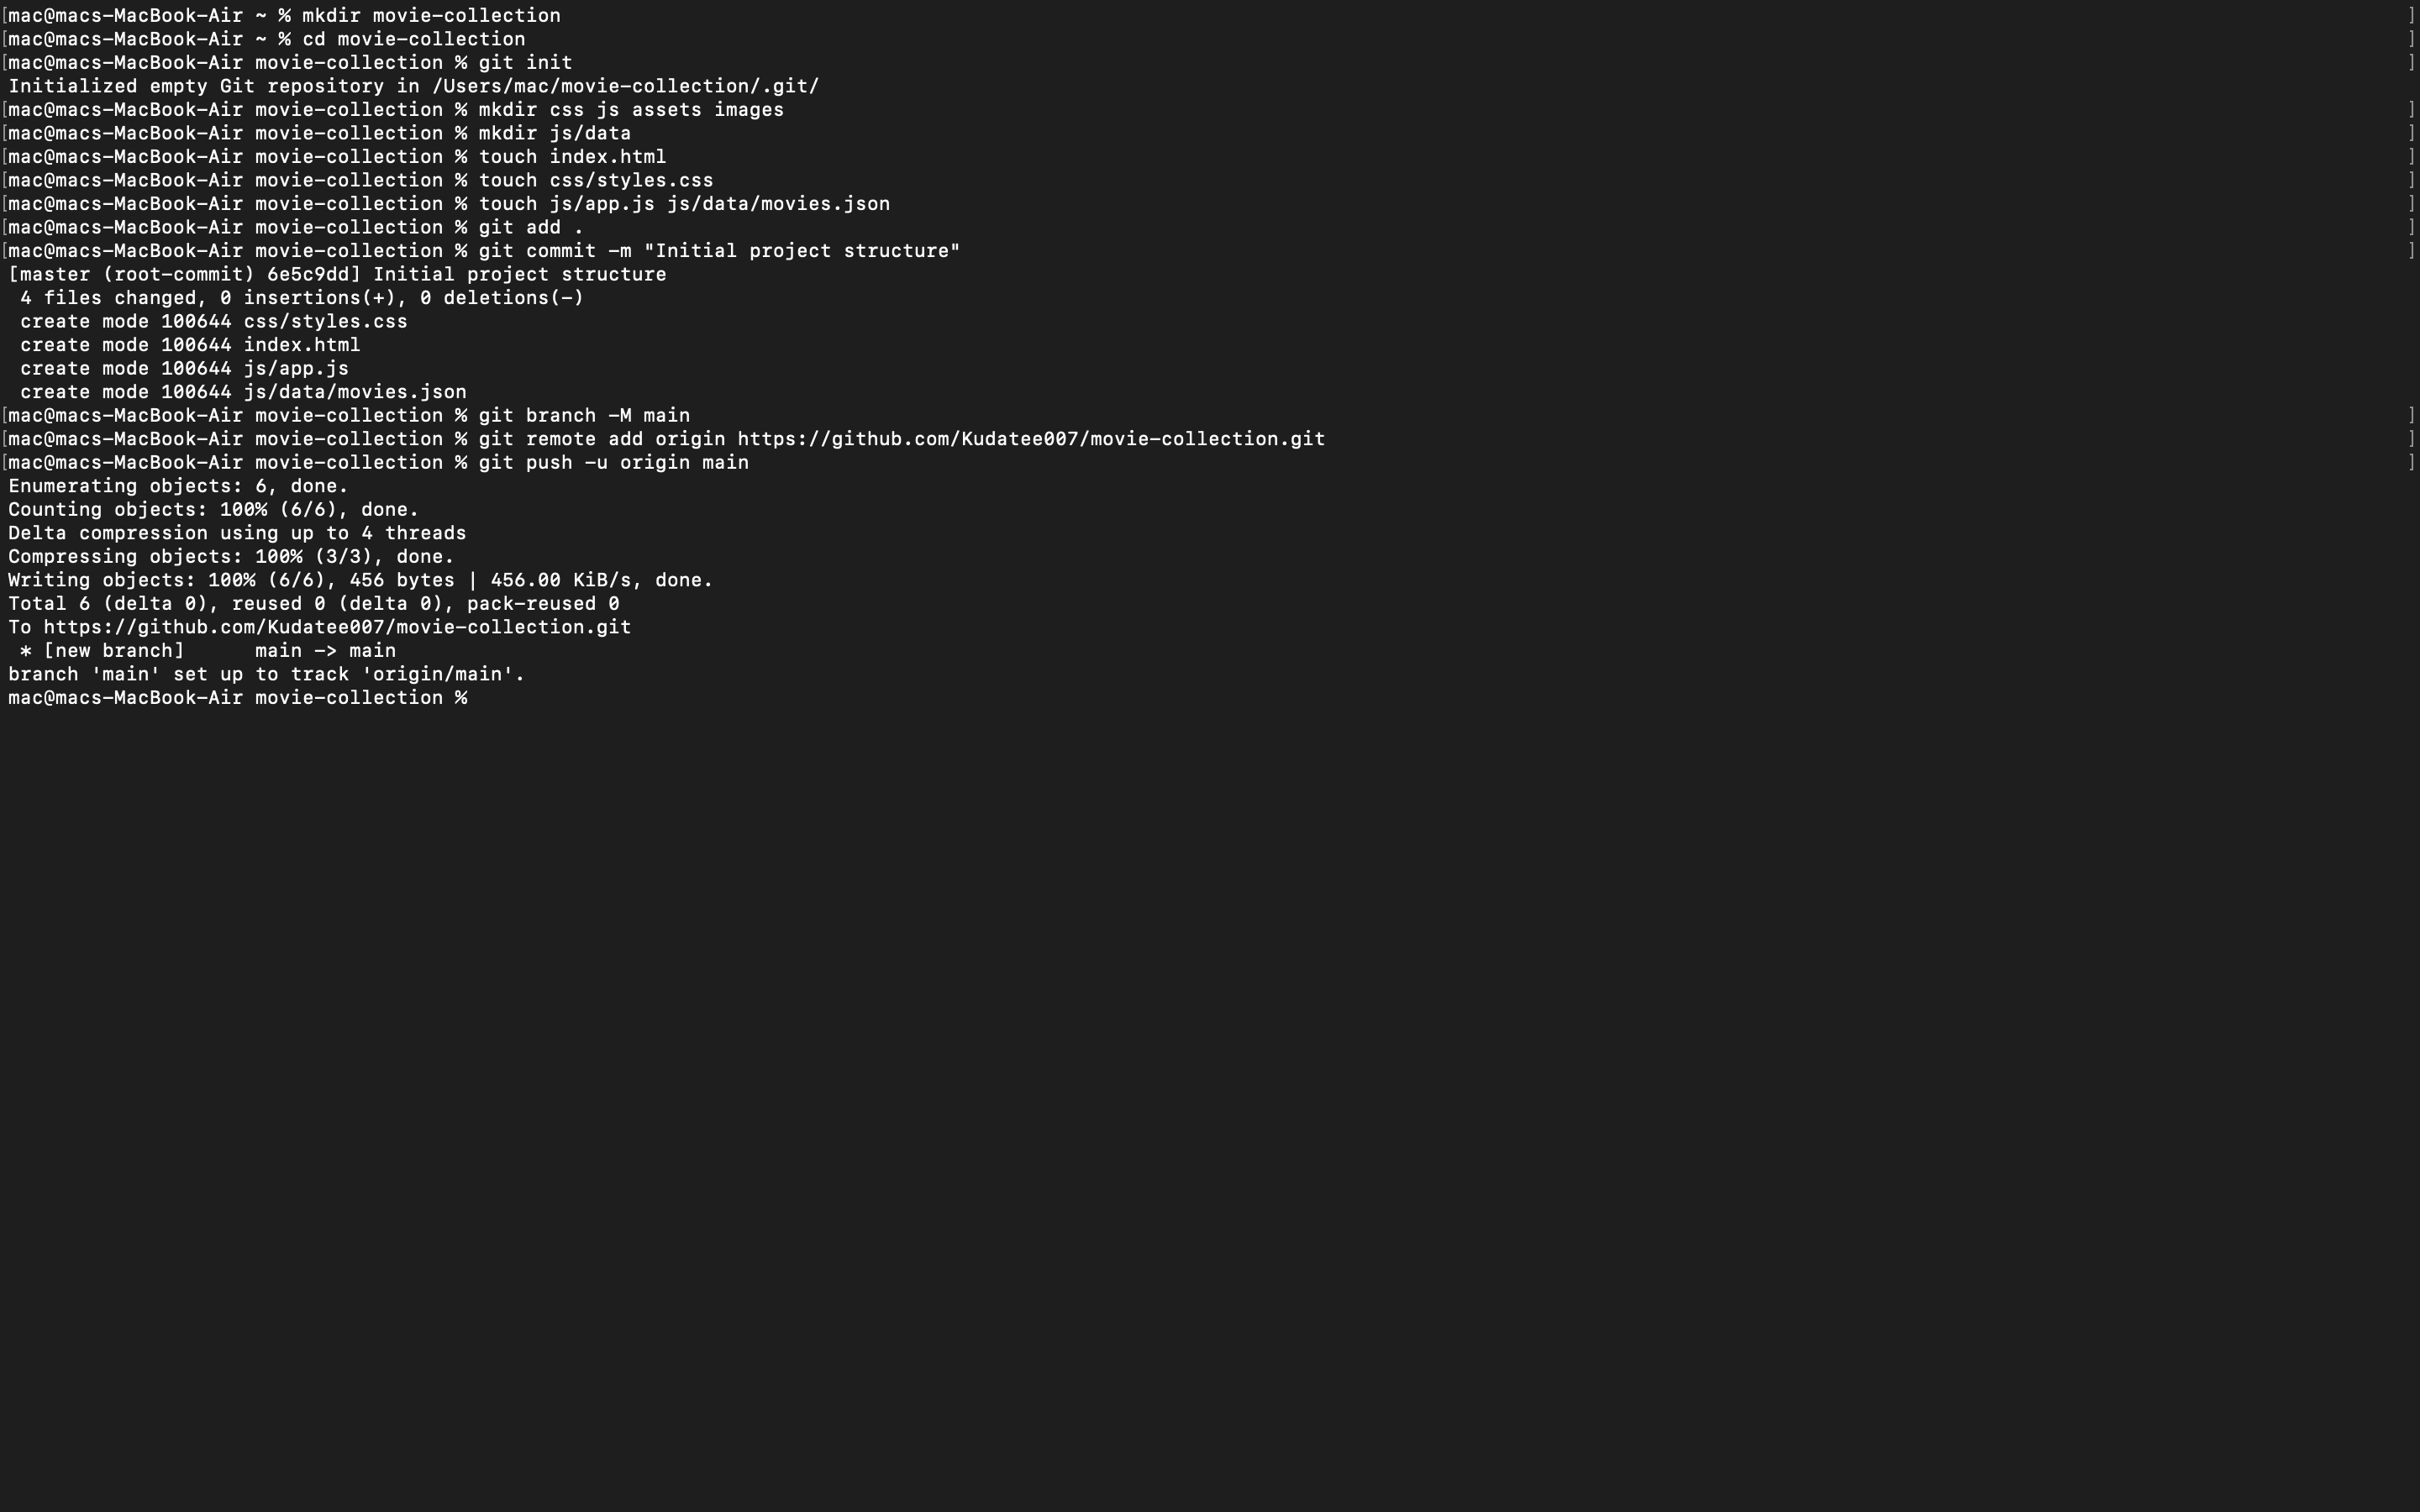 [mac@macs-MacBook-Air ~ % mkdir movie-collection ]
[mac@macs-MacBook-Air ~ % cd movie-collection ]
[mac@macs-MacBook-Air movie-collection % git init ]
Initialized empty Git repository in /Users/mac/movie-collection/.git/
[mac@macs-MacBook-Air movie-collection % mkdir css js assets images ]
[mac@macs-MacBook-Air movie-collection % mkdir js/data ]
[mac@macs-MacBook-Air movie-collection % touch index.html ]
[mac@macs-MacBook-Air movie-collection % touch css/styles.css ]
[mac@macs-MacBook-Air movie-collection % touch js/app.js js/data/movies.json ]
[mac@macs-MacBook-Air movie-collection % git add . ]
[mac@macs-MacBook-Air movie-collection % git commit -m "Initial project structure" ]
[master (root-commit) 6e5c9dd] Initial project structure
 4 files changed, 0 insertions(+), 0 deletions(-)
 create mode 100644 css/styles.css
 create mode 100644 index.html
 create mode 100644 js/app.js
 create mode 100644 js/data/movies.json
[mac@macs-MacBook-Air movie-collection % git branch -M main ]
[mac@macs-MacBook-Air movie-collection % git remote add origin https://github.com/Kudatee007/movie-collection.git ]
[mac@macs-MacBook-Air movie-collection % git push -u origin main ]
Enumerating objects: 6, done.
Counting objects: 100% (6/6), done.
Delta compression using up to 4 threads
Compressing objects: 100% (3/3), done.
Writing objects: 100% (6/6), 456 bytes | 456.00 KiB/s, done.
Total 6 (delta 0), reused 0 (delta 0), pack-reused 0
To https://github.com/Kudatee007/movie-collection.git
 * [new branch]      main -> main
branch 'main' set up to track 'origin/main'.
mac@macs-MacBook-Air movie-collection %